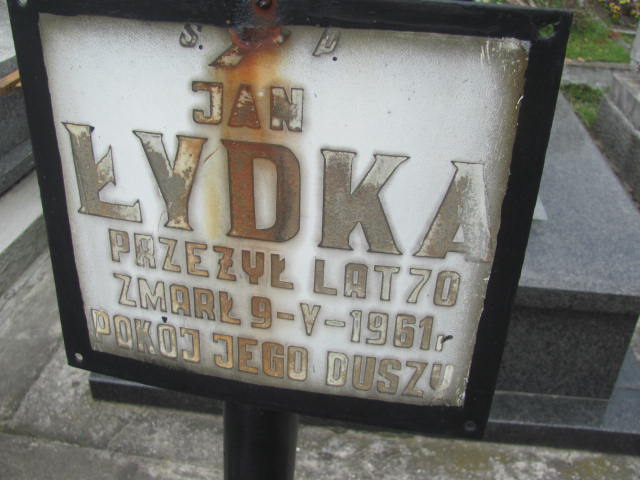 Ś P
JAN
ŁYDKA
PRZEŻYŁ LAT 70
ZMARŁ 9-V-1961r
POKÓJ JEGO DUSZY